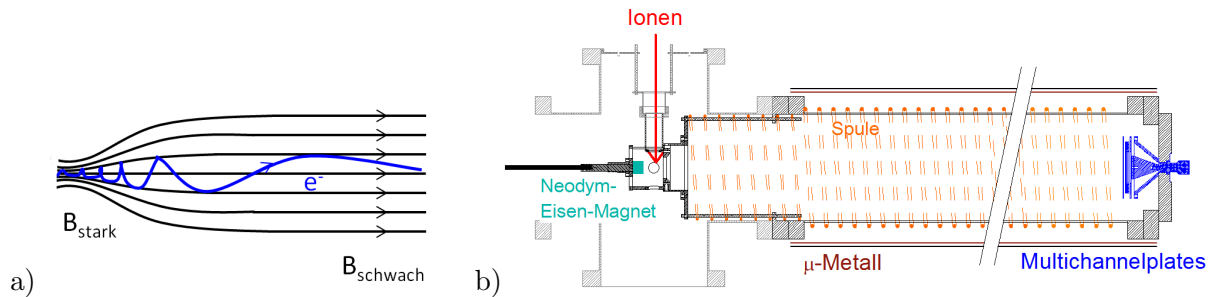 a)
B_stark
e⁻
B_schwach
b)
Ionen
Spule
Neodym-
Eisen-Magnet
μ-Metall
Multichannelplates